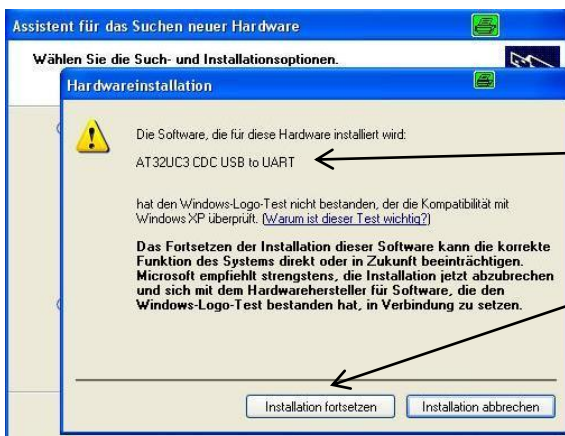 Assistent für das Suchen neuer Hardware
Wählen Sie die Such- und Installationsoptionen.
Hardwareinstallation
Die Software, die für diese Hardware installiert wird:
AT32UC3 CDC USB to UART
hat den Windows-Logo-Test nicht bestanden, der die Kompatibilität mit
Windows XP überprüft. (Warum ist dieser Test wichtig?)
Das Fortsetzen der Installation dieser Software kann die korrekte
Funktion des Systems direkt oder in Zukunft beeinträchtigen.
Microsoft empfiehlt strengstens, die Installation jetzt abzubrechen
und sich mit dem Hardwarehersteller für Software, die den
Windows-Logo-Test bestanden hat, in Verbindung zu setzen.
Installation fortsetzen Installation abbrechen